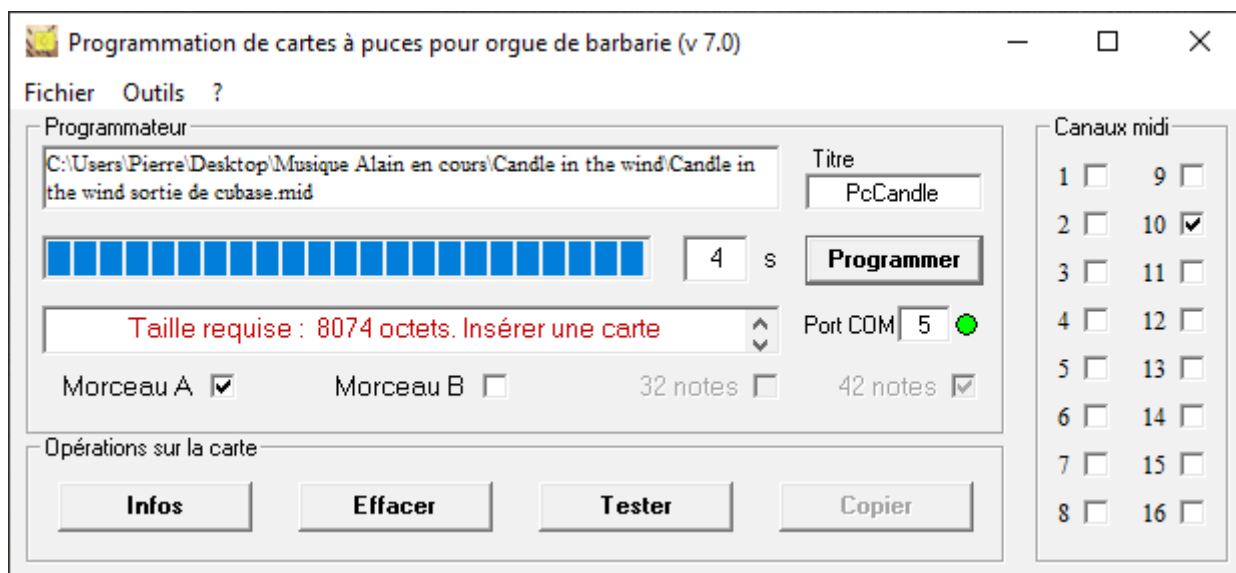 Programmation de cartes à puces pour orgue de barbarie (v 7.0)
Fichier Outils ?
Programmateur
C:\Users\Pierre\Desktop\Musique Alain en cours\Candle in the wind\Candle in
the wind sortie de cubase.mid
Titre
PcCandle
4 s Programmer
Taille requise : 8074 octets. Insérer une carte
Port COM 5
Morceau A Morceau B 32 notes 42 notes
Opérations sur la carte
Infos Effacer Tester Copier
Canaux midi
1 9
2 10
3 11
4 12
5 13
6 14
7 15
8 16